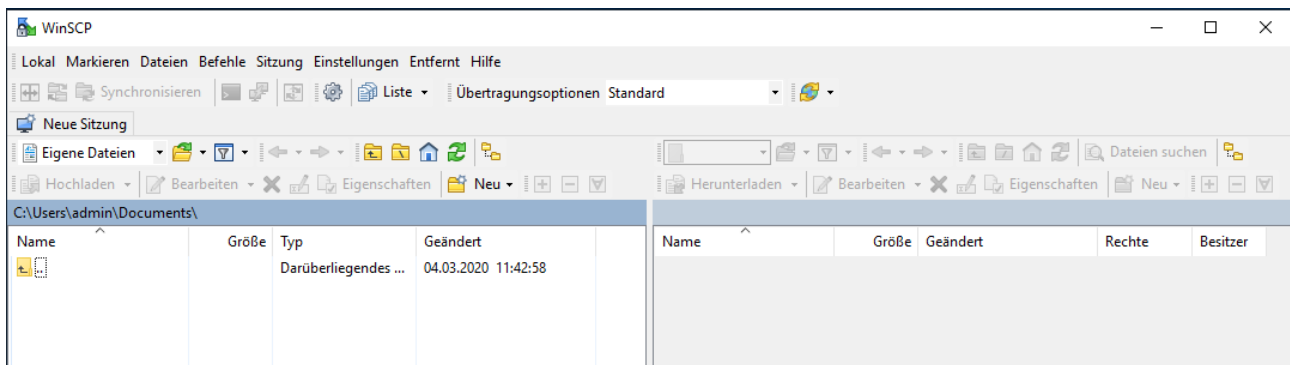 WinSCP
Lokal Markieren Dateien Befehle Sitzung Einstellungen Entfernt Hilfe
Synchronisieren Liste Übertragungsoptionen Standard
Neue Sitzung
Eigene Dateien Dateien suchen
Hochladen Bearbeiten Eigenschaften Neu Herunterladen Bearbeiten Eigenschaften Neu
C:\Users\admin\Documents\
Name Größe Typ Geändert Name Größe Geändert Rechte Besitzer
.. Darüberliegendes ... 04.03.2020 11:42:58